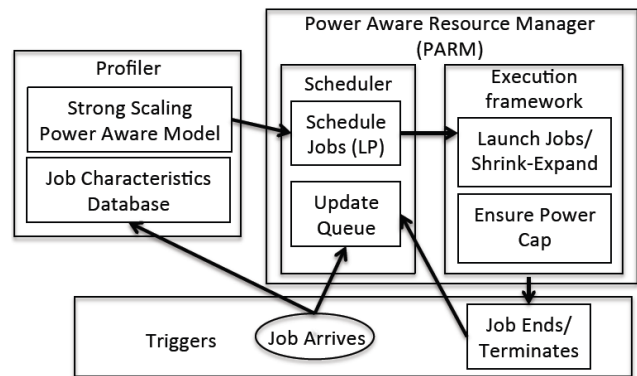 Power Aware Resource Manager
(PARM)
Profiler
Strong Scaling
Power Aware Model
Job Characteristics
Database
Scheduler
Schedule
Jobs (LP)
Update
Queue
Execution
framework
Launch Jobs/
Shrink-Expand
Ensure Power
Cap
Triggers
Job Arrives
Job Ends/
Terminates